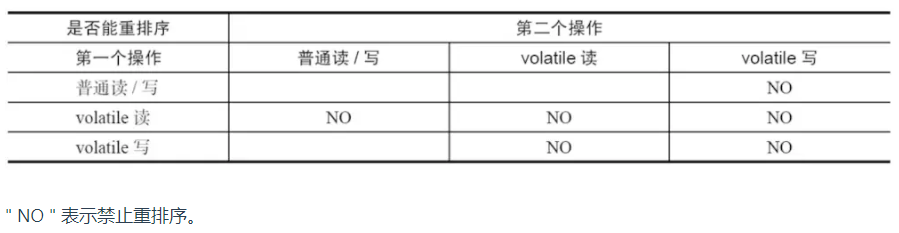 是否能重排序 第二个操作
第一个操作 普通读 / 写 volatile 读 volatile 写
普通读 / 写 NO
volatile 读 NO NO NO
volatile 写 NO NO
" NO " 表示禁止重排序。